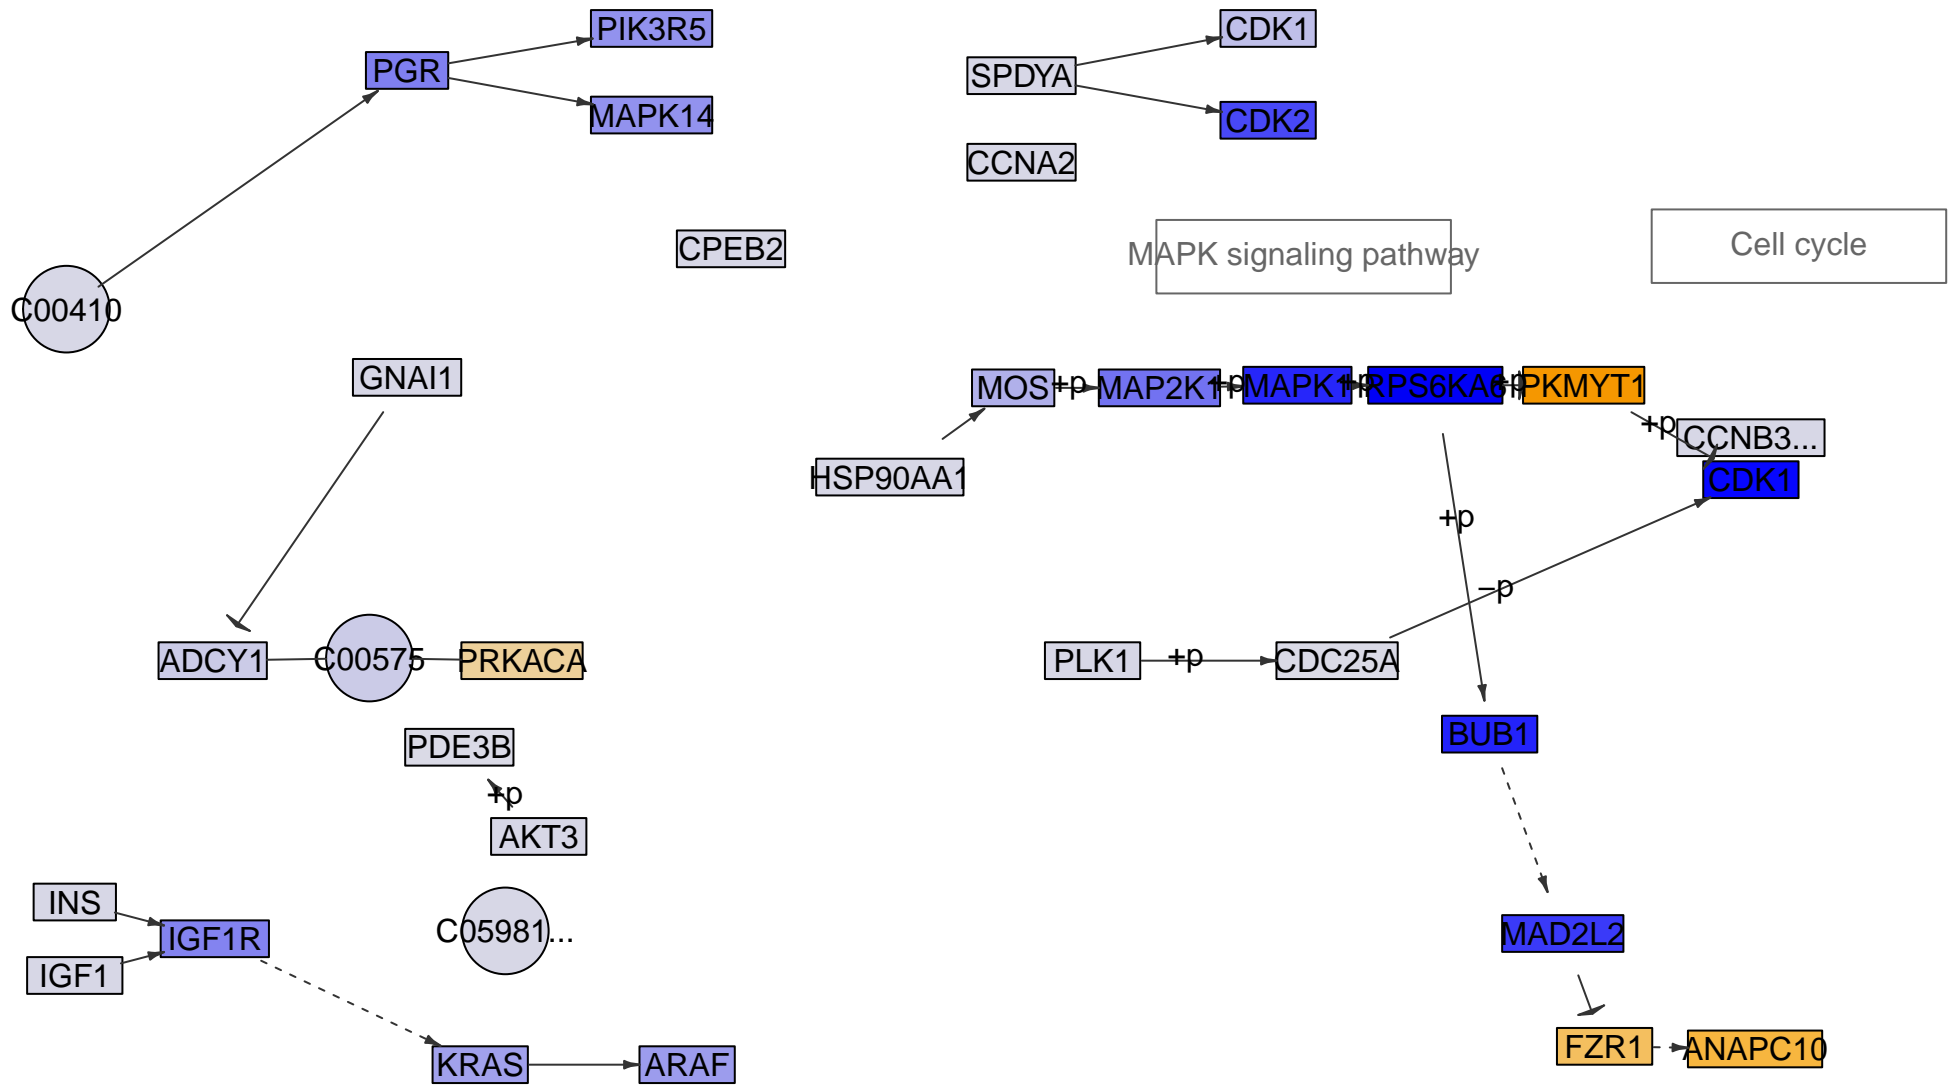 PIK3R5
CDK1
PGR
SPDYA
MAPK14
CDK2
CCNA2
CPEB2
MAPK signaling pathway
Cell cycle
C00410
GNAI1
MOS
+p
MAP2K1
+p
MAPK1
+p
RPS6KA6
+p
PKMYT1
+p
CCNB3...
HSP90AA1
CDK1
+p
−p
ADCY1
C00575
PRKACA
PLK1
+p
CDC25A
BUB1
PDE3B
+p
AKT3
INS
IGF1R
C05981...
MAD2L2
IGF1
KRAS
ARAF
FZR1
ANAPC10